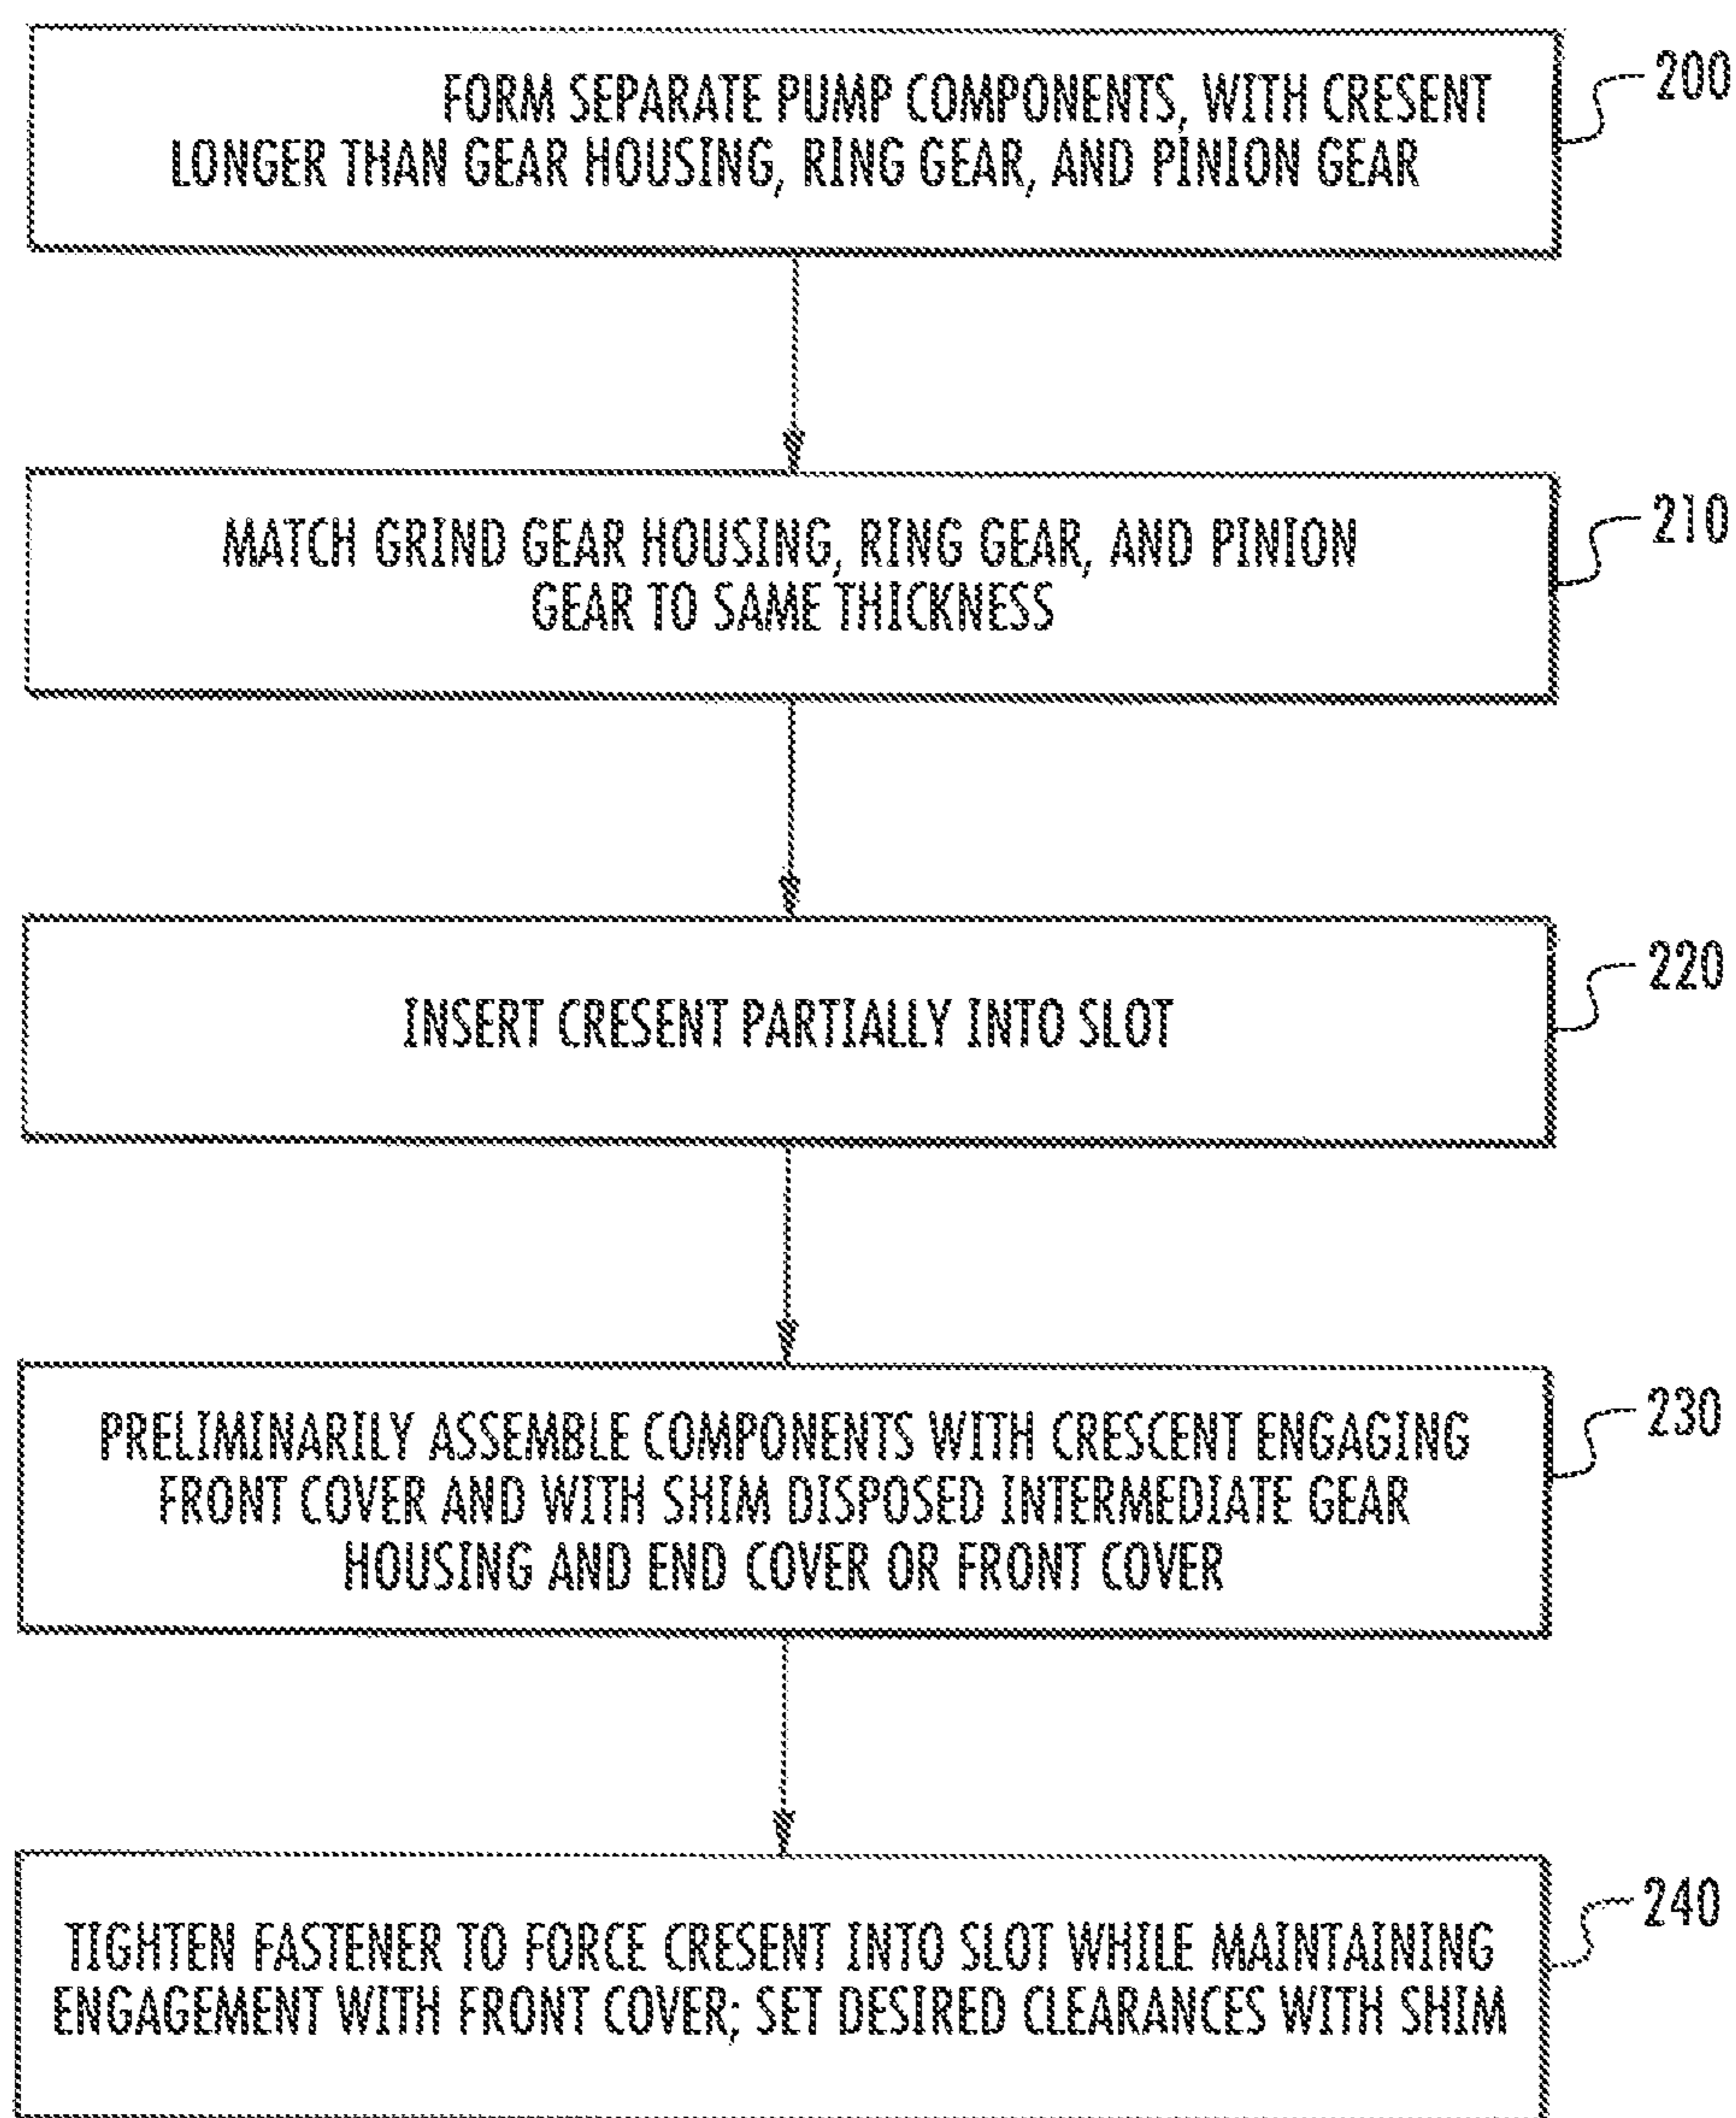 FORM SEPARATE PUMP COMPONENTS, WITH CRESENT
LONGER THAN GEAR HOUSING, RING GEAR, AND PINION GEAR
200
MATCH GRIND GEAR HOUSING, RING GEAR, AND PINION
GEAR TO SAME THICKNESS
210
INSERT CRESENT PARTIALLY INTO SLOT
220
PRELIMINARILY ASSEMBLE COMPONENTS WITH CRESCENT ENGAGING
FRONT COVER AND WITH SHIM DISPOSED INTERMEDIATE GEAR
HOUSING AND END COVER OR FRONT COVER
230
TIGHTEN FASTENER TO FORCE CRESENT INTO SLOT WHILE MAINTAINING
ENGAGEMENT WITH FRONT COVER; SET DESIRED CLEARANCES WITH SHIM
240